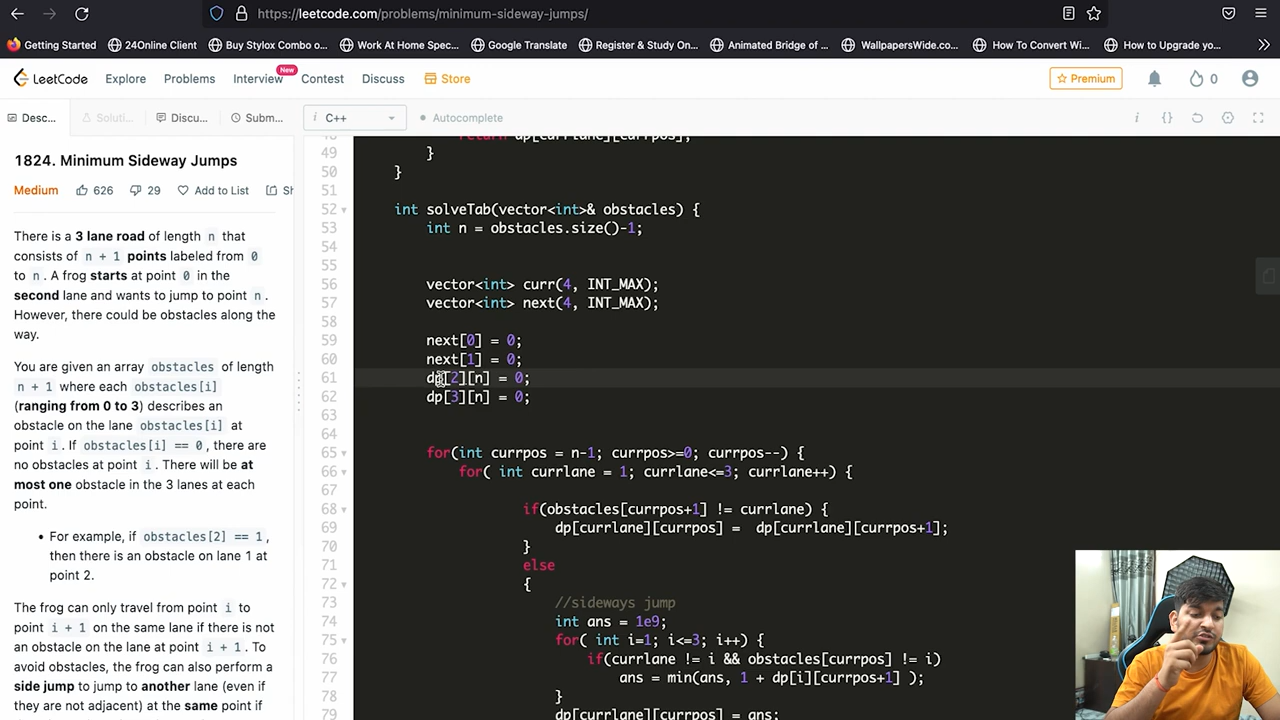 https://leetcode.com/problems/minimum-sideway-jumps/
Getting Started 24Online Client Buy Stylox Combo o... Work At Home Spec... Google Translate Register & Study On... Animated Bridge of ... WallpapersWide.co... How To Convert Wi... How to Upgrade yo...
LeetCode Explore Problems Interview New Contest Discuss Store Premium 0
Desc... Soluti... Discu... Subm... i C++ Autocomplete
1824. Minimum Sideway Jumps
Medium 626 29 Add to List Sh
There is a 3 lane road of length n that
consists of n + 1 points labeled from 0
to n. A frog starts at point 0 in the
second lane and wants to jump to point n.
However, there could be obstacles along the
way.
You are given an array obstacles of length
n + 1 where each obstacles[i]
(ranging from 0 to 3) describes an
obstacle on the lane obstacles[i] at
point i. If obstacles[i] == 0, there are
no obstacles at point i. There will be at
most one obstacle in the 3 lanes at each
point.
• For example, if obstacles[2] == 1,
then there is an obstacle on lane 1 at
point 2.
The frog can only travel from point i to
point i + 1 on the same lane if there is not
an obstacle on the lane at point i + 1. To
avoid obstacles, the frog can also perform a
side jump to jump to another lane (even if
they are not adjacent) at the same point if
48 return dp[currlane][currpos];
49 }
50 }
51
52 int solveTab(vector<int>& obstacles) {
53 int n = obstacles.size()-1;
54
55
56 vector<int> curr(4, INT_MAX);
57 vector<int> next(4, INT_MAX);
58
59 next[0] = 0;
60 next[1] = 0;
61 dp[2][n] = 0;
62 dp[3][n] = 0;
63
64
65 for(int currpos = n-1; currpos>=0; currpos--) {
66 for( int currlane = 1; currlane<=3; currlane++) {
67
68 if(obstacles[currpos+1] != currlane) {
69 dp[currlane][currpos] = dp[currlane][currpos+1];
70 }
71 else
72 {
73 //sideways jump
74 int ans = 1e9;
75 for( int i=1; i<=3; i++) {
76 if(currlane != i && obstacles[currpos] != i)
77 ans = min(ans, 1 + dp[i][currpos+1] );
78 }
79 dp[currlane][currpos] = ans;